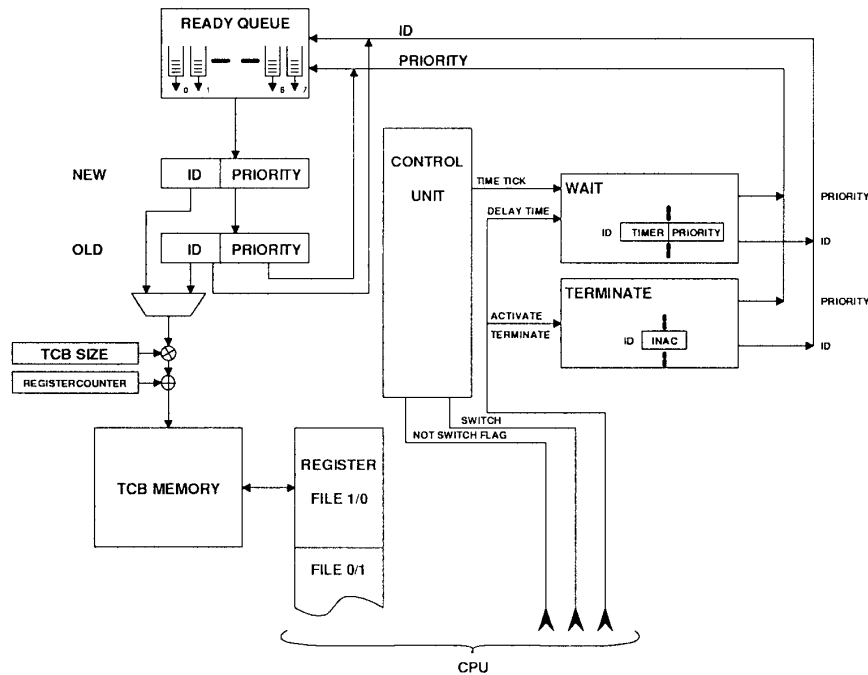 READY QUEUE
0 1 6 7
ID
PRIORITY
NEW
ID PRIORITY
OLD
ID PRIORITY
TCB SIZE
REGISTERCOUNTER
TCB MEMORY
REGISTER
FILE 1/0
FILE 0/1
CONTROL
UNIT
TIME TICK
DELAY TIME
WAIT
ID TIMER PRIORITY
PRIORITY
ID
ACTIVATE
TERMINATE
TERMINATE
ID INAC
PRIORITY
ID
SWITCH
NOT SWITCH FLAG
CPU